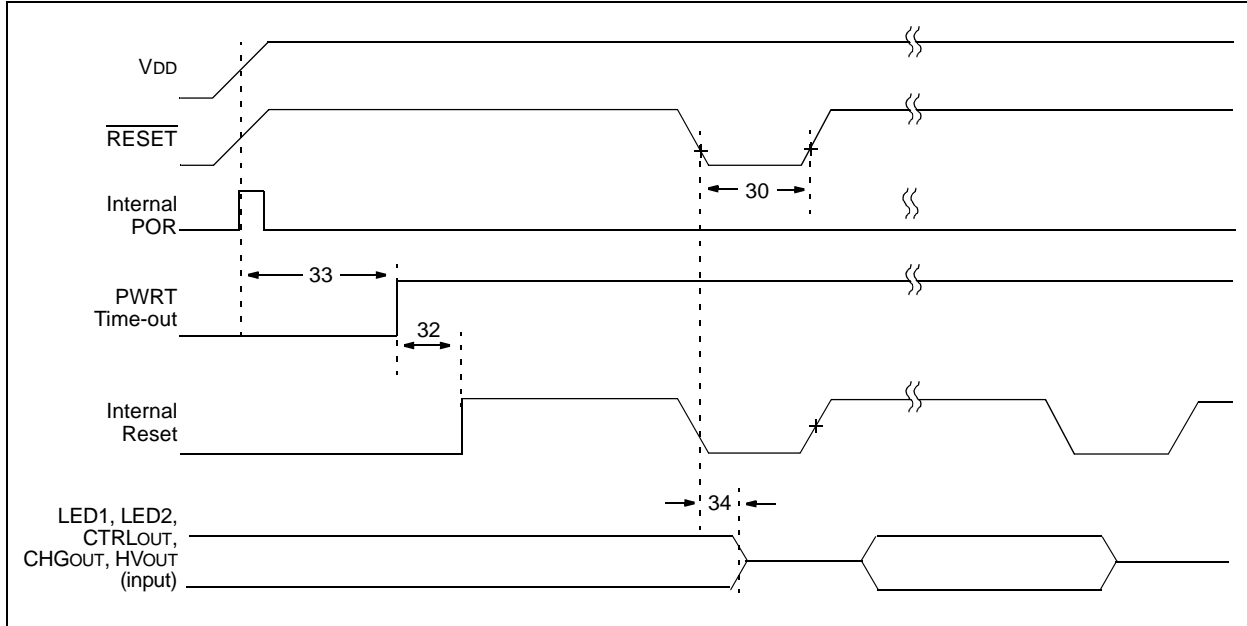 VDD
RESET
30
Internal
POR
33
PWRT
Time-out
32
Internal
Reset
34
LED1, LED2,
CTRLOUT,
CHGOUT, HVOUT
(input)